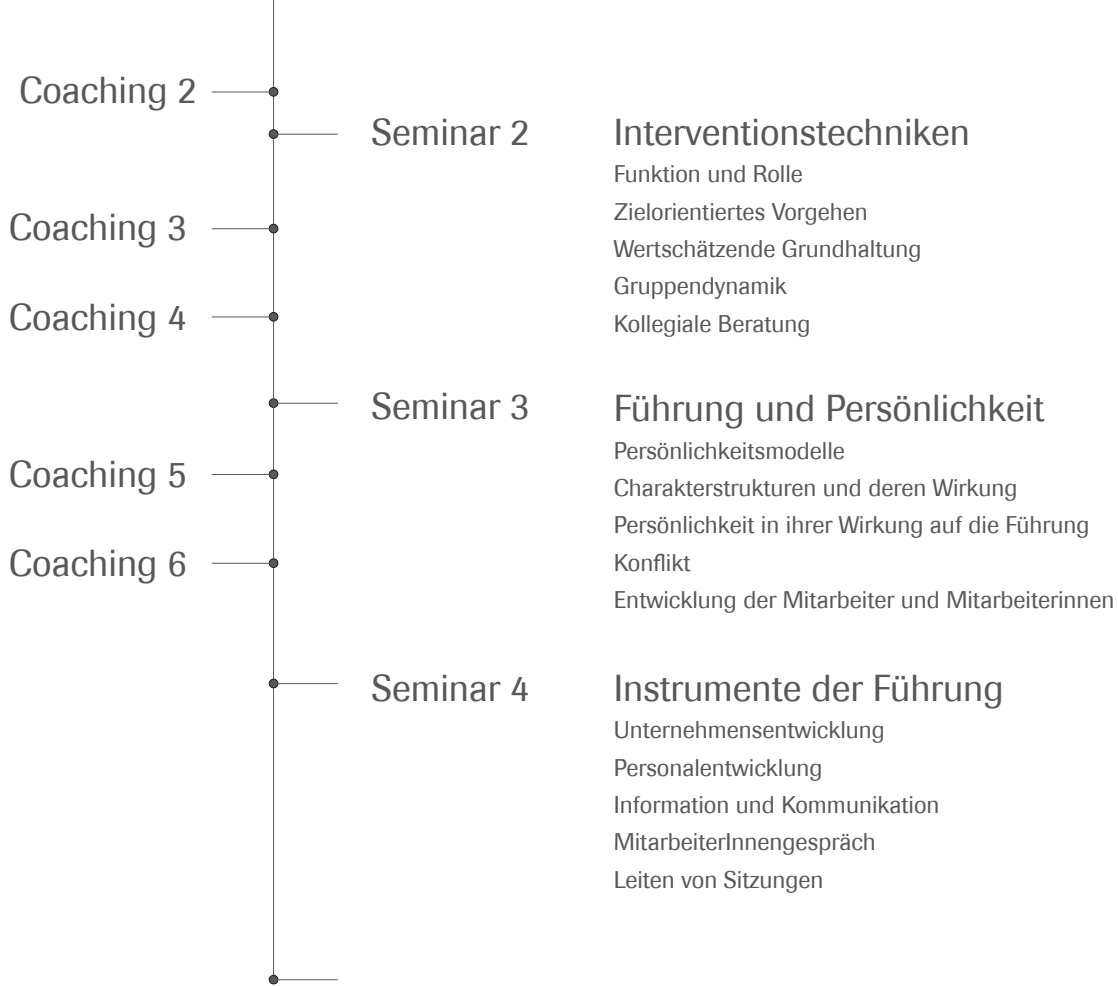 Coaching 2
Seminar 2
Interventionstechniken
Funktion und Rolle
Zielorientiertes Vorgehen
Wertschätzende Grundhaltung
Gruppendynamik
Kollegiale Beratung
Coaching 3
Coaching 4
Seminar 3
Führung und Persönlichkeit
Persönlichkeitsmodelle
Charakterstrukturen und deren Wirkung
Persönlichkeit in ihrer Wirkung auf die Führung
Konflikt
Entwicklung der Mitarbeiter und Mitarbeiterinnen
Coaching 5
Coaching 6
Seminar 4
Instrumente der Führung
Unternehmensentwicklung
Personalentwicklung
Information und Kommunikation
MitarbeiterInnengespräch
Leiten von Sitzungen